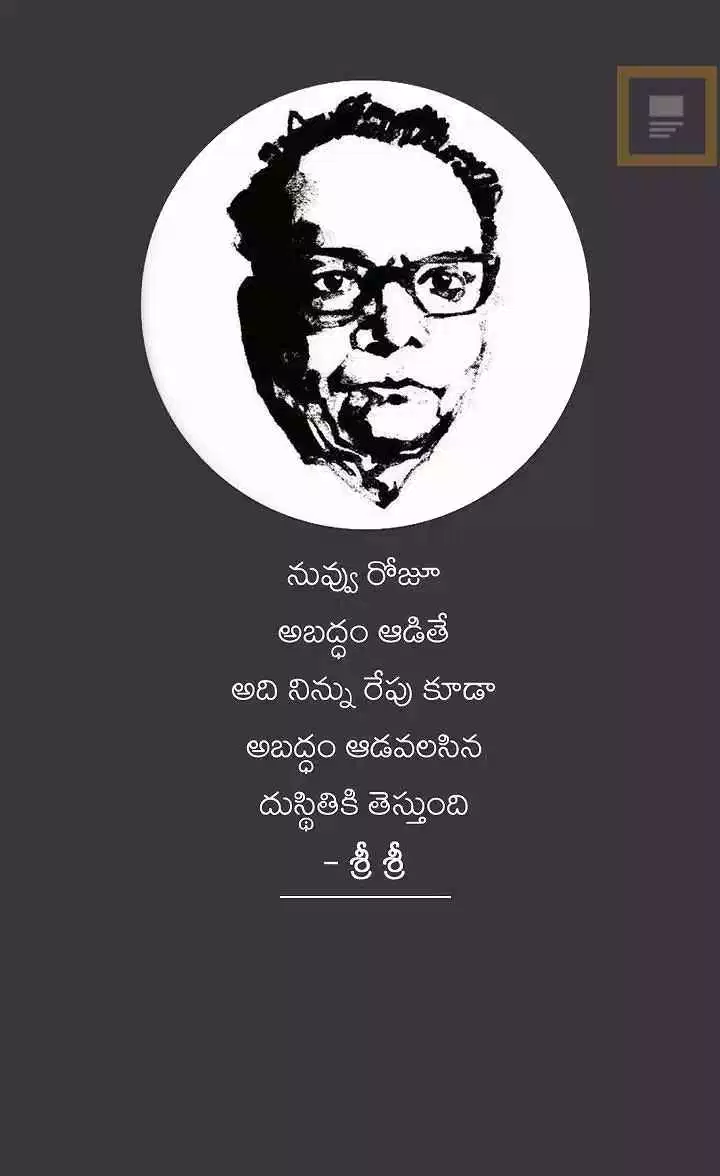 నువ్వు రోజూ
అబద్ధం ఆడితే
అది నిన్ను రేపు కూడా
అబద్ధం ఆడవలసిన
దుస్థితికి తెస్తుంది
- శ్రీ శ్రీ